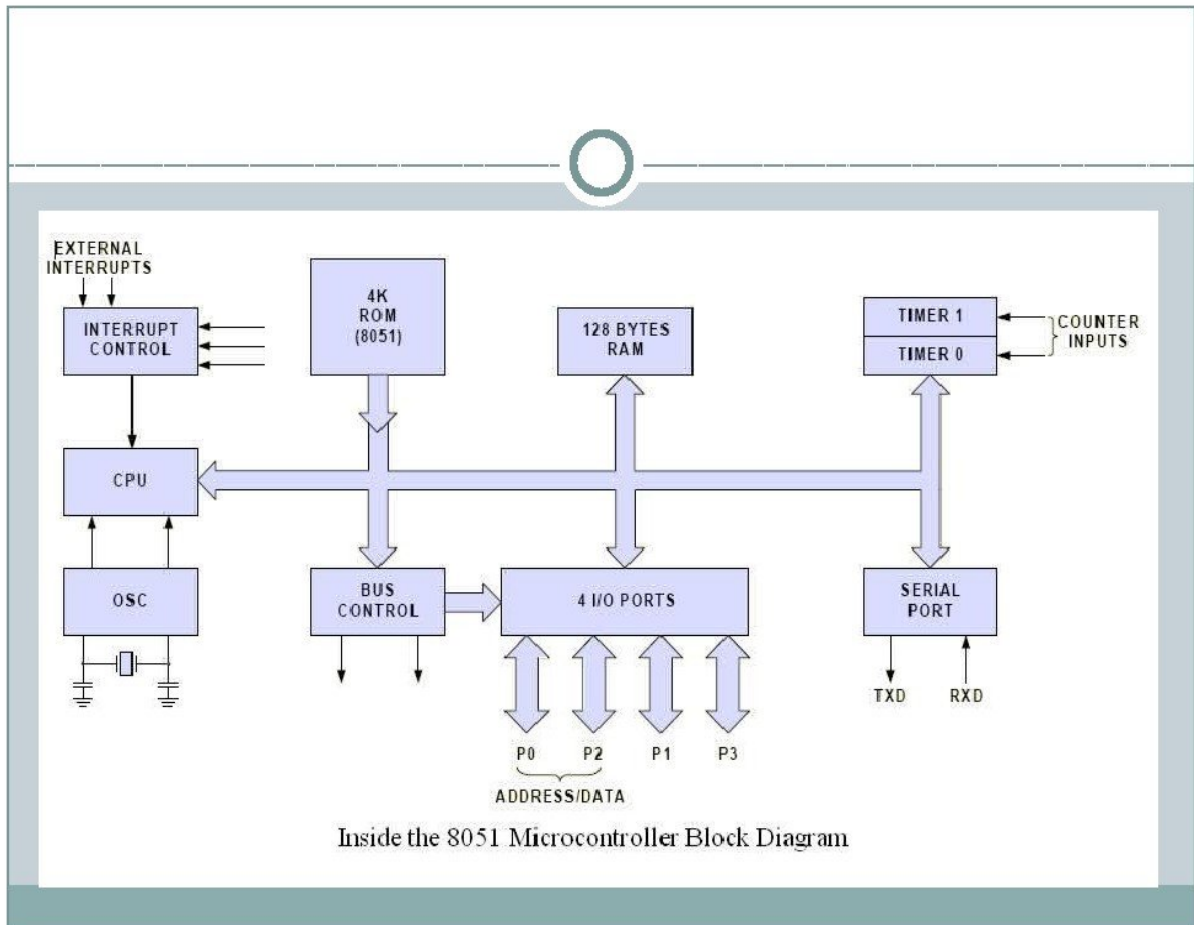 EXTERNAL
INTERRUPTS
INTERRUPT
CONTROL
4K
ROM
(8051)
128 BYTES
RAM
TIMER 1
TIMER 0
COUNTER
INPUTS
CPU
OSC
BUS
CONTROL
4 I/O PORTS
SERIAL
PORT
TXD
RXD
P0
P2
P1
P3
ADDRESS/DATA
Inside the 8051 Microcontroller Block Diagram